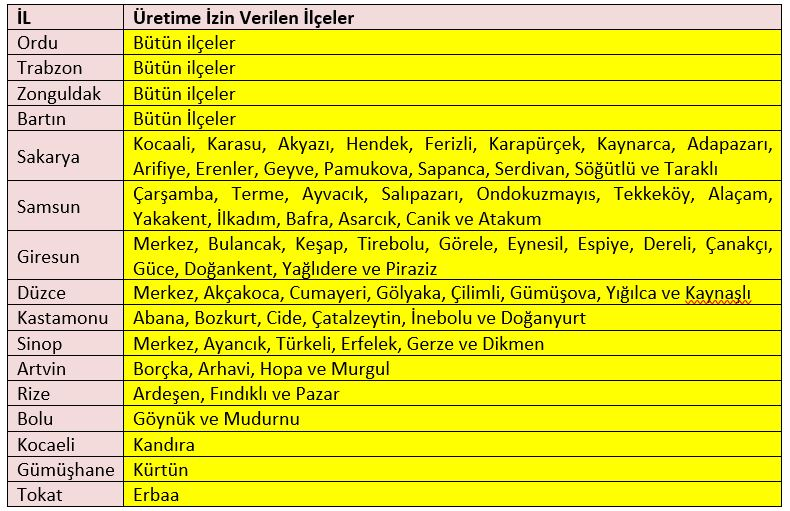 İL Üretime İzin Verilen İlçeler
Ordu Bütün ilçeler
Trabzon Bütün ilçeler
Zonguldak Bütün ilçeler
Bartın Bütün İlçeler
Sakarya Kocaali, Karasu, Akyazı, Hendek, Ferizli, Karapürçek, Kaynarca, Adapazarı,
Arifiye, Erenler, Geyve, Pamukova, Sapanca, Serdivan, Söğütlü ve Taraklı
Samsun Çarşamba, Terme, Ayvacık, Salıpazarı, Ondokuzmayıs, Tekkeköy, Alaçam,
Yakakent, İlkadım, Bafra, Asarcık, Canik ve Atakum
Giresun Merkez, Bulancak, Keşap, Tirebolu, Görele, Eynesil, Espiye, Dereli, Çanakçı,
Güce, Doğankent, Yağlıdere ve Piraziz
Düzce Merkez, Akçakoca, Cumayeri, Gölyaka, Çilimli, Gümüşova, Yığılca ve Kaynaşlı
Kastamonu Abana, Bozkurt, Cide, Çatalzeytin, İnebolu ve Doğanyurt
Sinop Merkez, Ayancık, Türkeli, Erfelek, Gerze ve Dikmen
Artvin Borçka, Arhavi, Hopa ve Murgul
Rize Ardeşen, Fındıklı ve Pazar
Bolu Göynük ve Mudurnu
Kocaeli Kandıra
Gümüşhane Kürtün
Tokat Erbaa